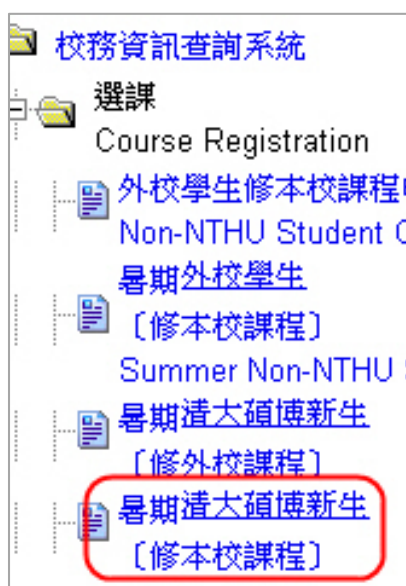 校務資訊查詢系統
選課
Course Registration
外校學生修本校課程
Non-NTHU Student
暑期外校學生
〔修本校課程〕
Summer Non-NTHU
暑期清大碩博新生
〔修外校課程〕
暑期清大碩博新生
〔修本校課程〕